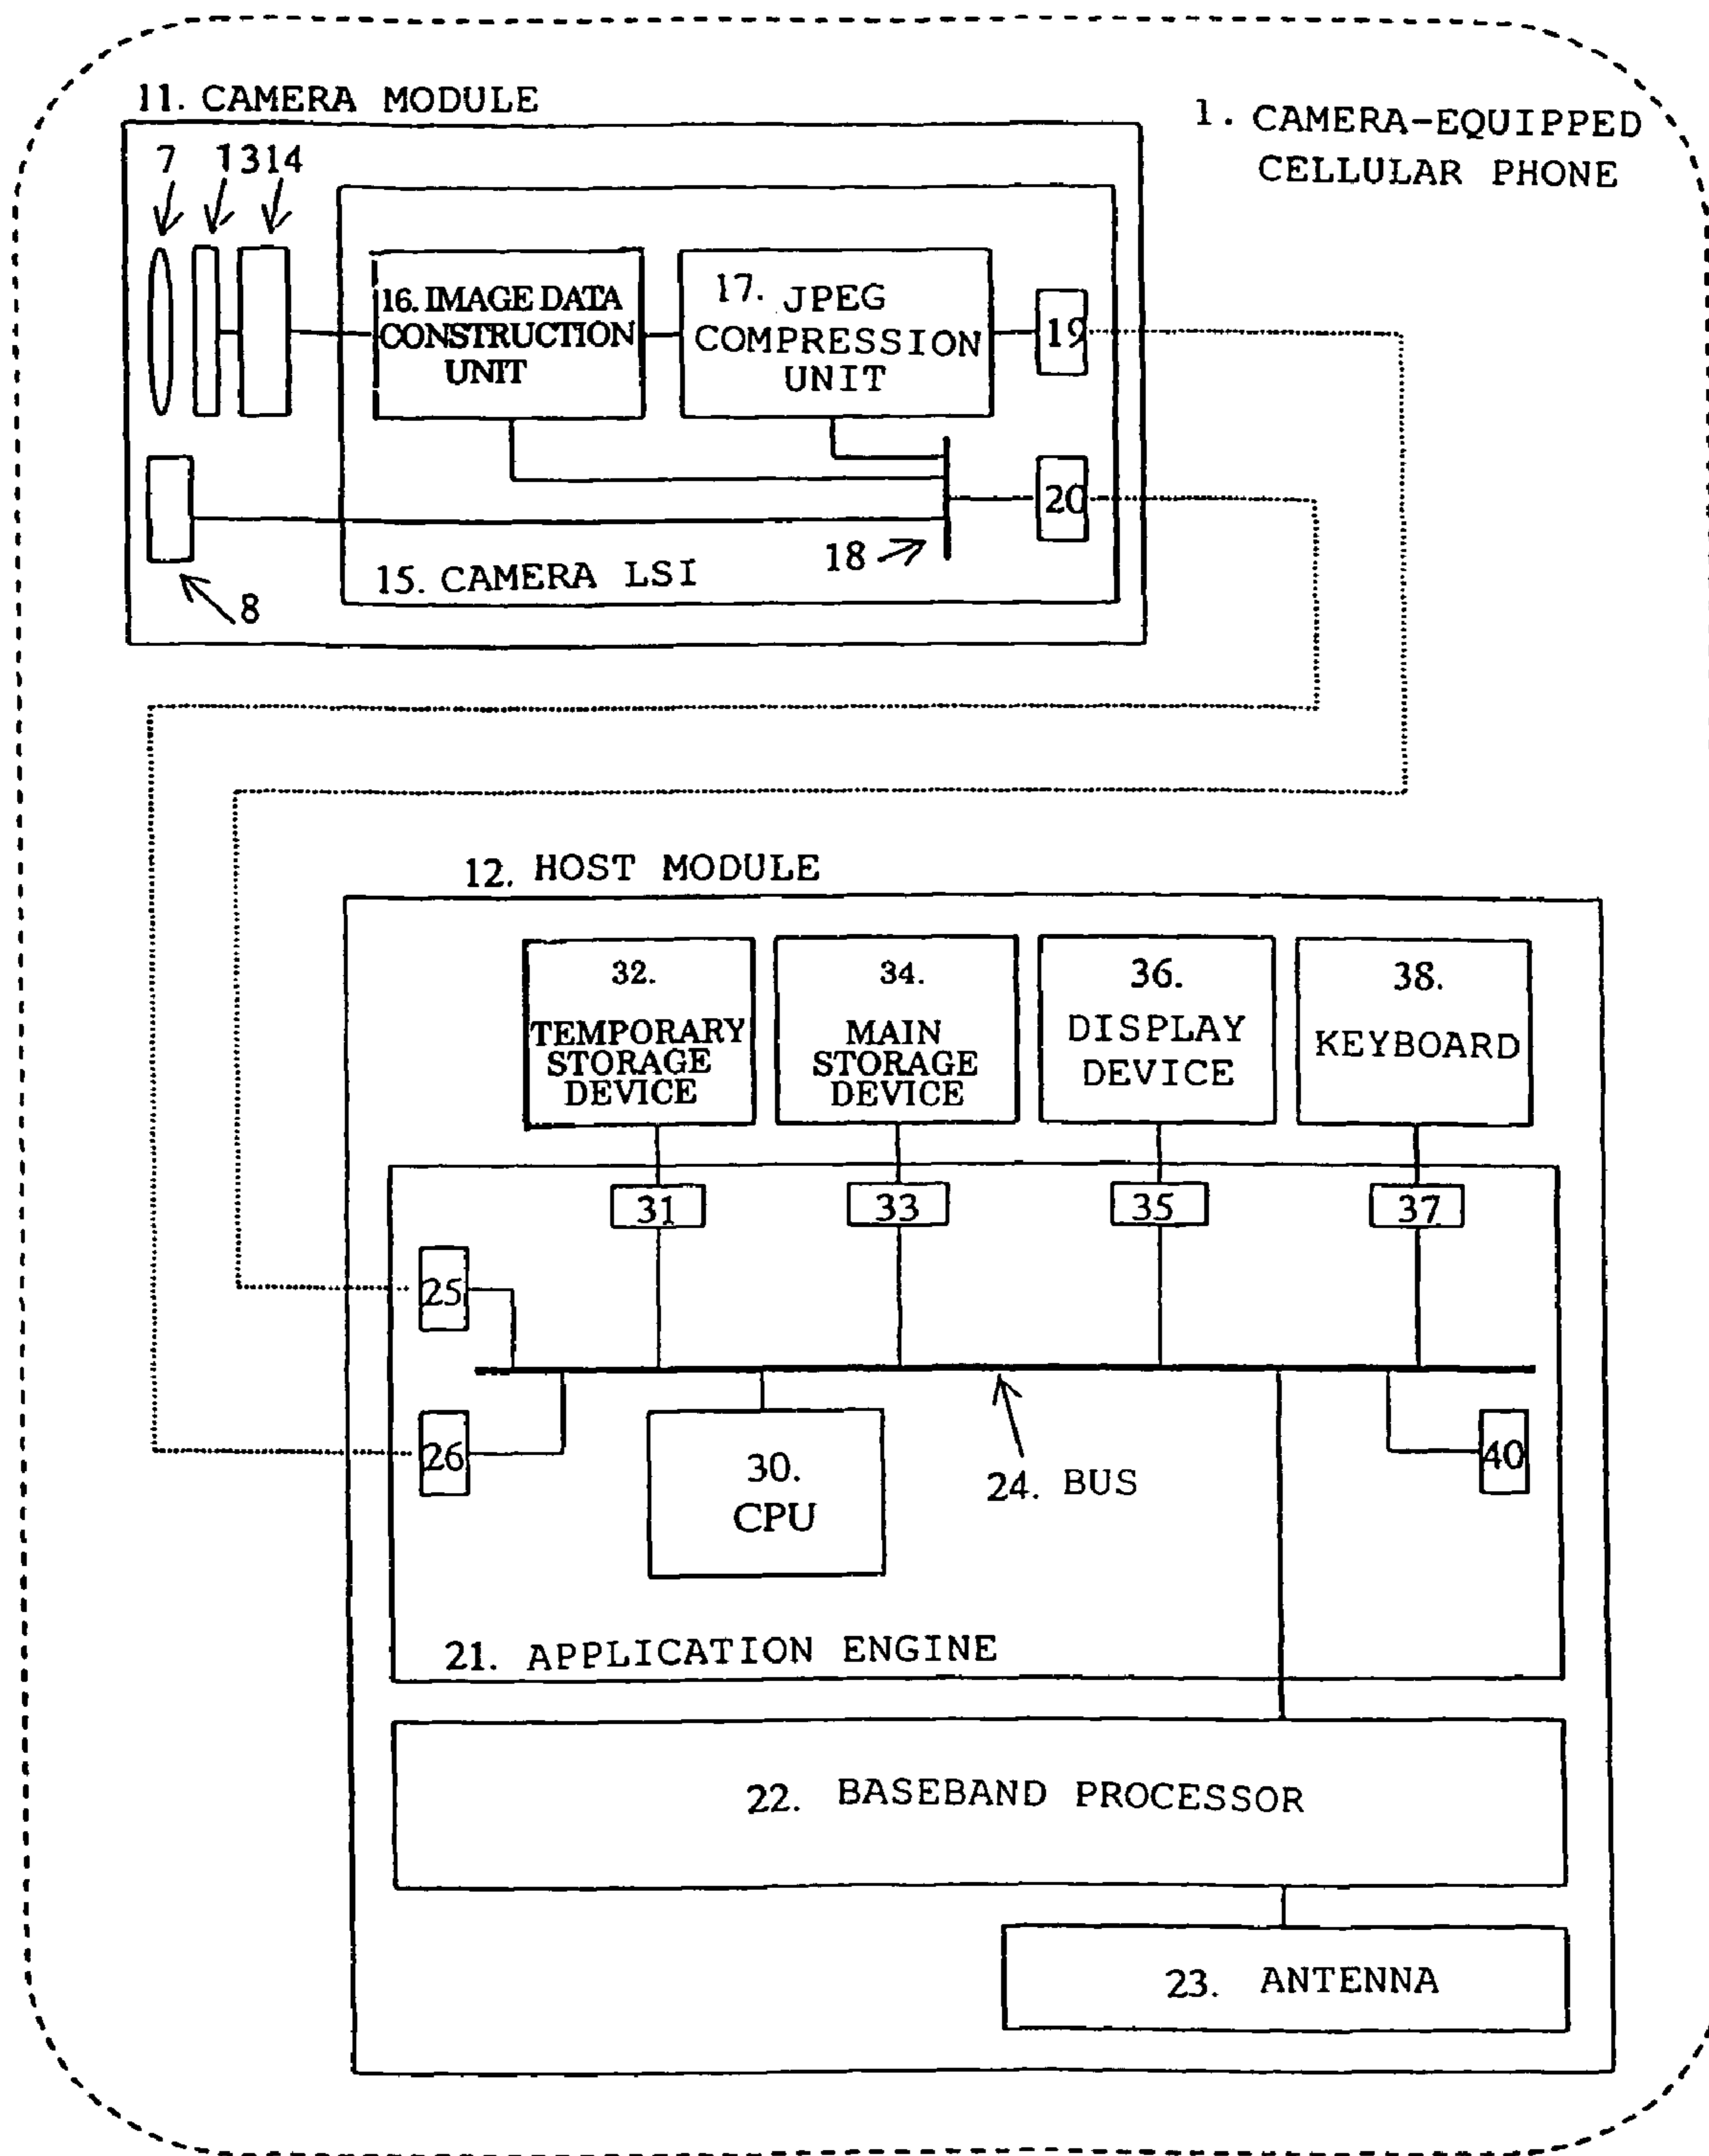 11. CAMERA MODULE
1. CAMERA-EQUIPPED
CELLULAR PHONE
7 13 14
16. IMAGE DATA
CONSTRUCTION
UNIT
17. JPEG
COMPRESSION
UNIT
19
20
18
15. CAMERA LSI
8
12. HOST MODULE
32.
TEMPORARY
STORAGE
DEVICE
34.
MAIN
STORAGE
DEVICE
36.
DISPLAY
DEVICE
38.
KEYBOARD
31
33
35
37
25
26
30.
CPU
24. BUS
40
21. APPLICATION ENGINE
22. BASEBAND PROCESSOR
23. ANTENNA